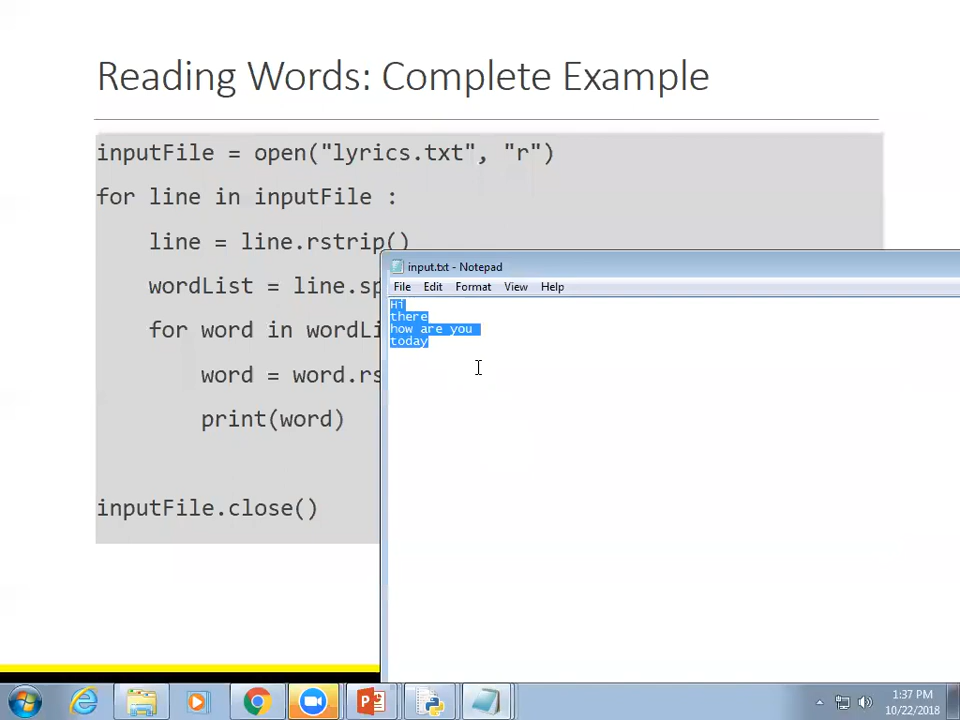 Reading Words: Complete Example
inputFile = open("lyrics.txt", "r")
for line in inputFile :
line = line.rstrip()
wordList = line.sp
for word in wordLi
word = word.rs
print(word)
inputFile.close()
input.txt - Notepad
File Edit Format View Help
Hi
there
how are you
today
1:37 PM
10/22/2018